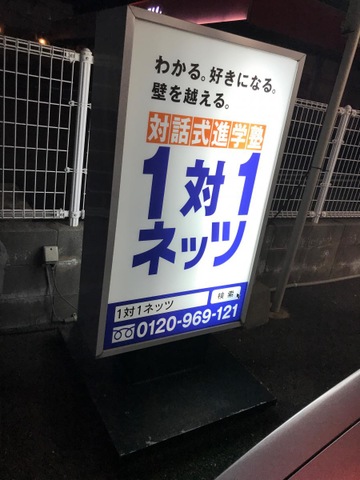 わかる。好きになる。
壁を越える。
対話式進学塾
1対1
ネッツ
1対1ネッツ 検索
0120-969-121